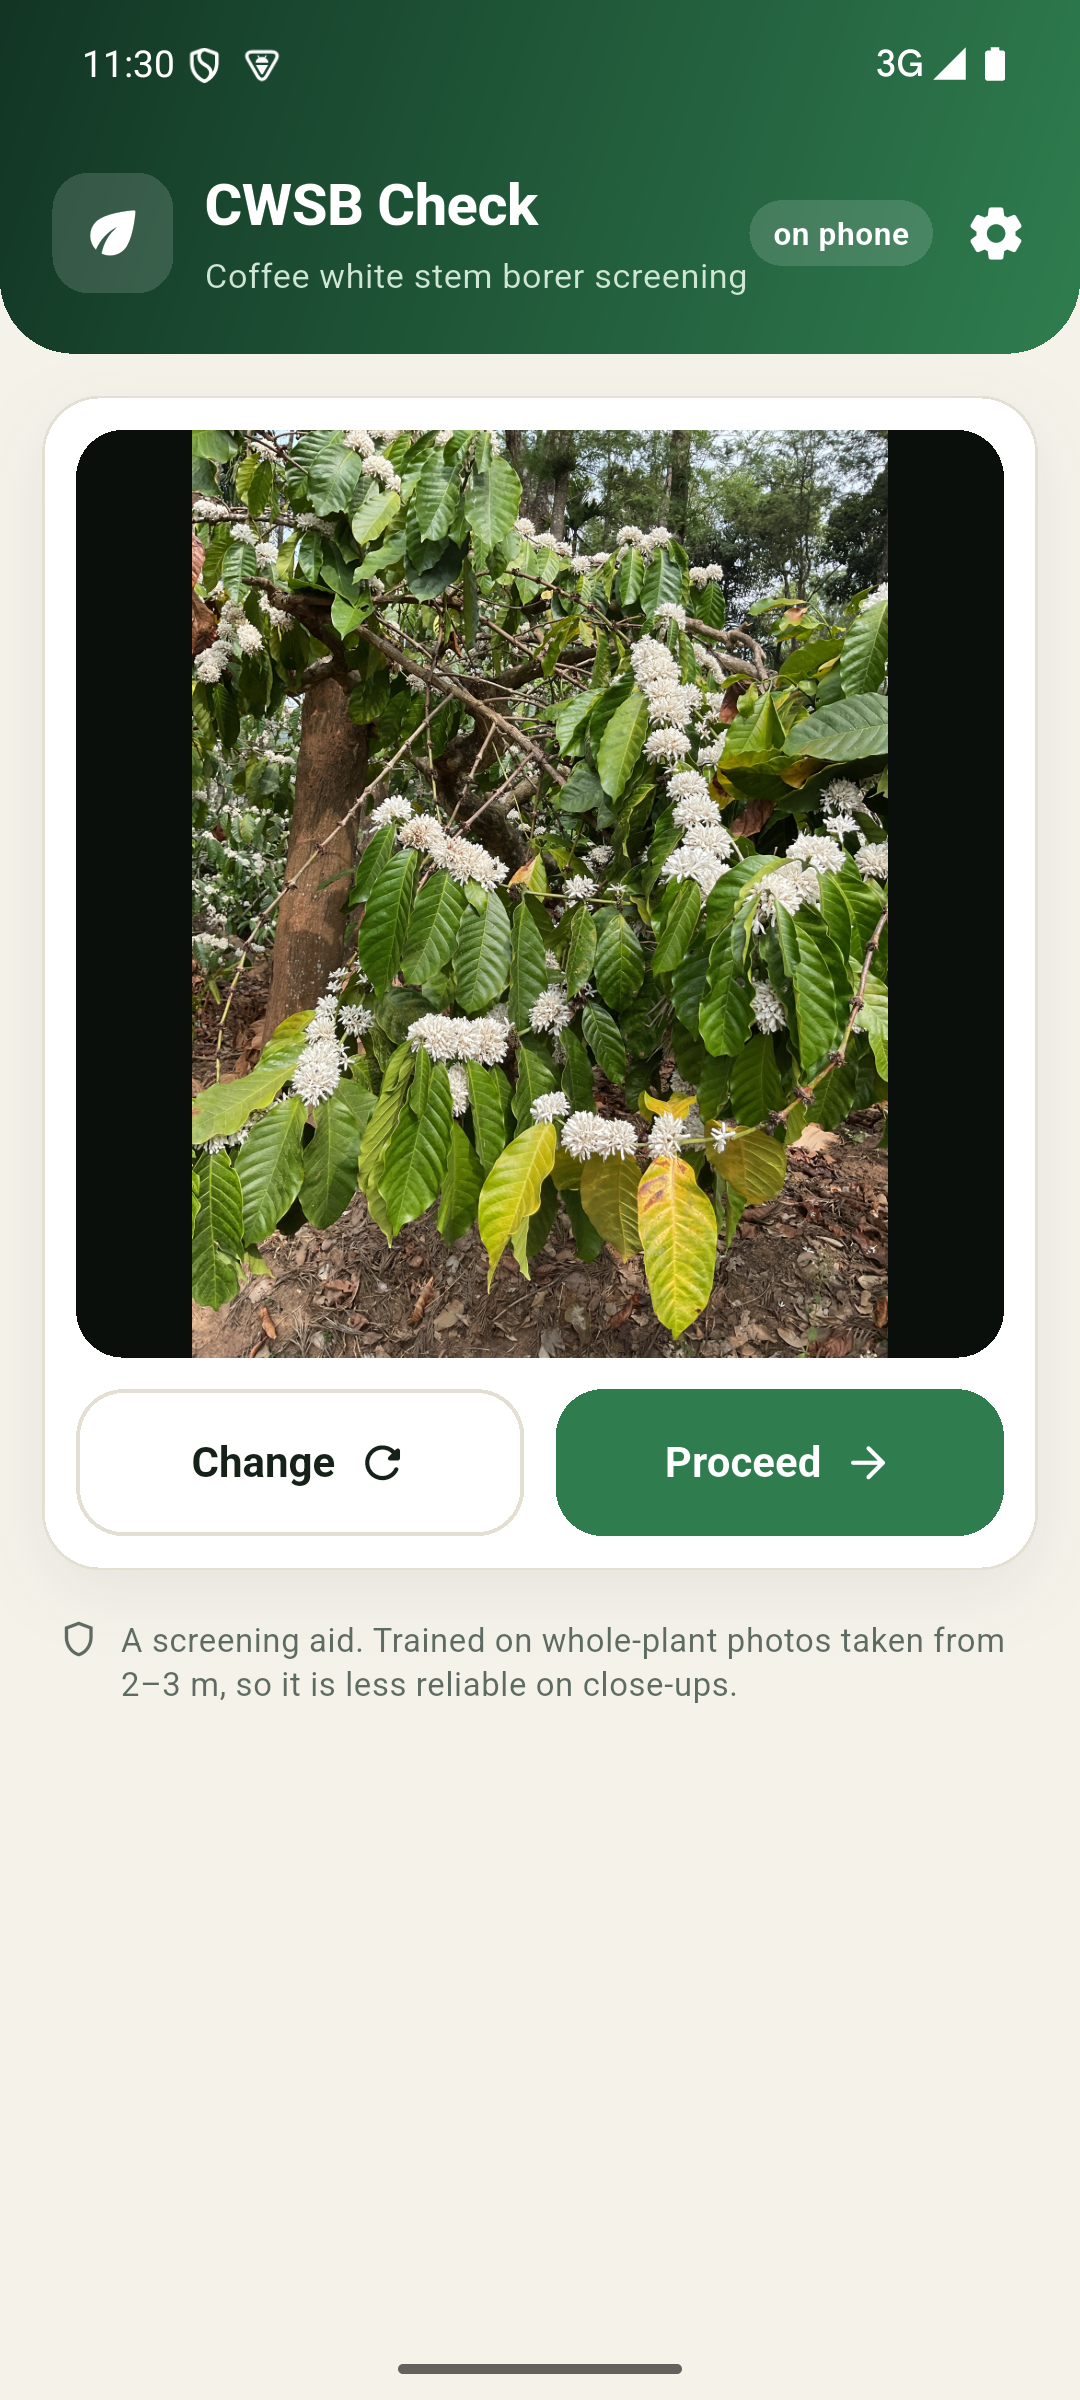 11:30
3G
CWSB Check
Coffee white stem borer screening
on phone
Change
Proceed
A screening aid. Trained on whole-plant photos taken from
2–3 m, so it is less reliable on close-ups.